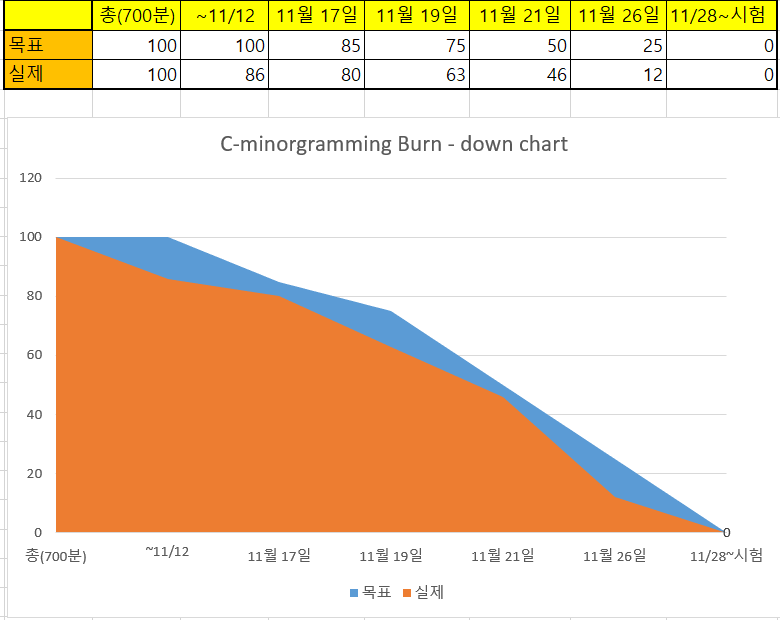 총(700분) ~11/12 11월 17일 11월 19일 11월 21일 11월 26일 11/28~시험
목표 100 100 85 75 50 25 0
실제 100 86 80 63 46 12 0
C-minorgramming Burn - down chart
120
100
80
60
40
20
0
0
총(700분) ~11/12 11월 17일 11월 19일 11월 21일 11월 26일 11/28~시험
목표 실제